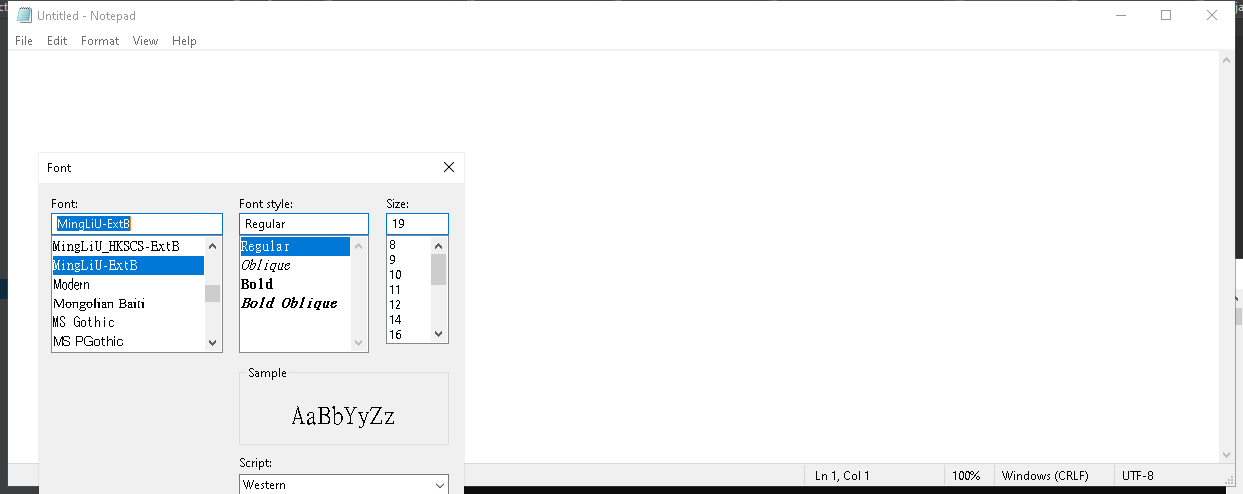 Untitled - Notepad
File Edit Format View Help
Font
Font: Font style: Size:
MingLiU-ExtB Regular 19
MingLiU_HKSCS-ExtB Regular 8
MingLiU-ExtB Oblique 9
Modern Bold 10
Mongolian Baiti Bold Oblique 11
MS Gothic 12
MS PGothic 14
16
Sample
AaBbYyZz
Script:
Western
Ln 1, Col 1 100% Windows (CRLF) UTF-8